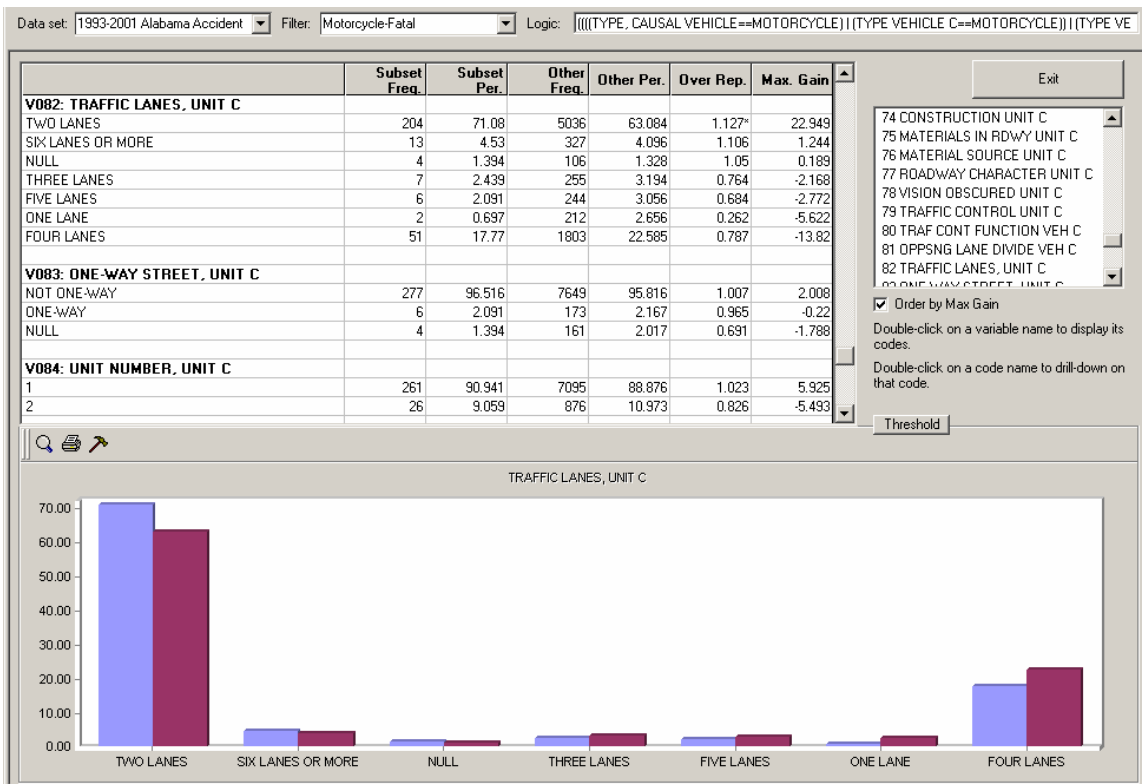 Data set: 1993-2001 Alabama Accident Filter: Motorcycle-Fatal Logic: ((((TYPE, CAUSAL VEHICLE==MOTORCYCLE) | (TYPE VEHICLE C==MOTORCYCLE)) | (TYPE VE
Subset Freq. Subset Per. Other Freq. Other Per. Over Rep. Max. Gain
V082: TRAFFIC LANES, UNIT C
TWO LANES 204 71.08 5036 63.084 1.127* 22.949
SIX LANES OR MORE 13 4.53 327 4.096 1.106 1.244
NULL 4 1.394 106 1.328 1.05 0.189
THREE LANES 7 2.439 255 3.194 0.764 -2.168
FIVE LANES 6 2.091 244 3.056 0.684 -2.772
ONE LANE 2 0.697 212 2.656 0.262 -5.622
FOUR LANES 51 17.77 1803 22.585 0.787 -13.82
V083: ONE-WAY STREET, UNIT C
NOT ONE-WAY 277 96.516 7649 95.816 1.007 2.008
ONE-WAY 6 2.091 173 2.167 0.965 -0.22
NULL 4 1.394 161 2.017 0.691 -1.788
V084: UNIT NUMBER, UNIT C
1 261 90.941 7095 88.876 1.023 5.925
2 26 9.059 876 10.973 0.826 -5.493
Exit
74 CONSTRUCTION UNIT C
75 MATERIALS IN RDWY UNIT C
76 MATERIAL SOURCE UNIT C
77 ROADWAY CHARACTER UNIT C
78 VISION OBSCURED UNIT C
79 TRAFFIC CONTROL UNIT C
80 TRAF CONT FUNCTION VEH C
81 OPPSNG LANE DIVIDE VEH C
82 TRAFFIC LANES, UNIT C
83 ONE-WAY STREET, UNIT C
Order by Max Gain
Double-click on a variable name to display its
codes.
Double-click on a code name to drill-down on
that code.
Threshold
TRAFFIC LANES, UNIT C
70.00
60.00
50.00
40.00
30.00
20.00
10.00
0.00
TWO LANES SIX LANES OR MORE NULL THREE LANES FIVE LANES ONE LANE FOUR LANES